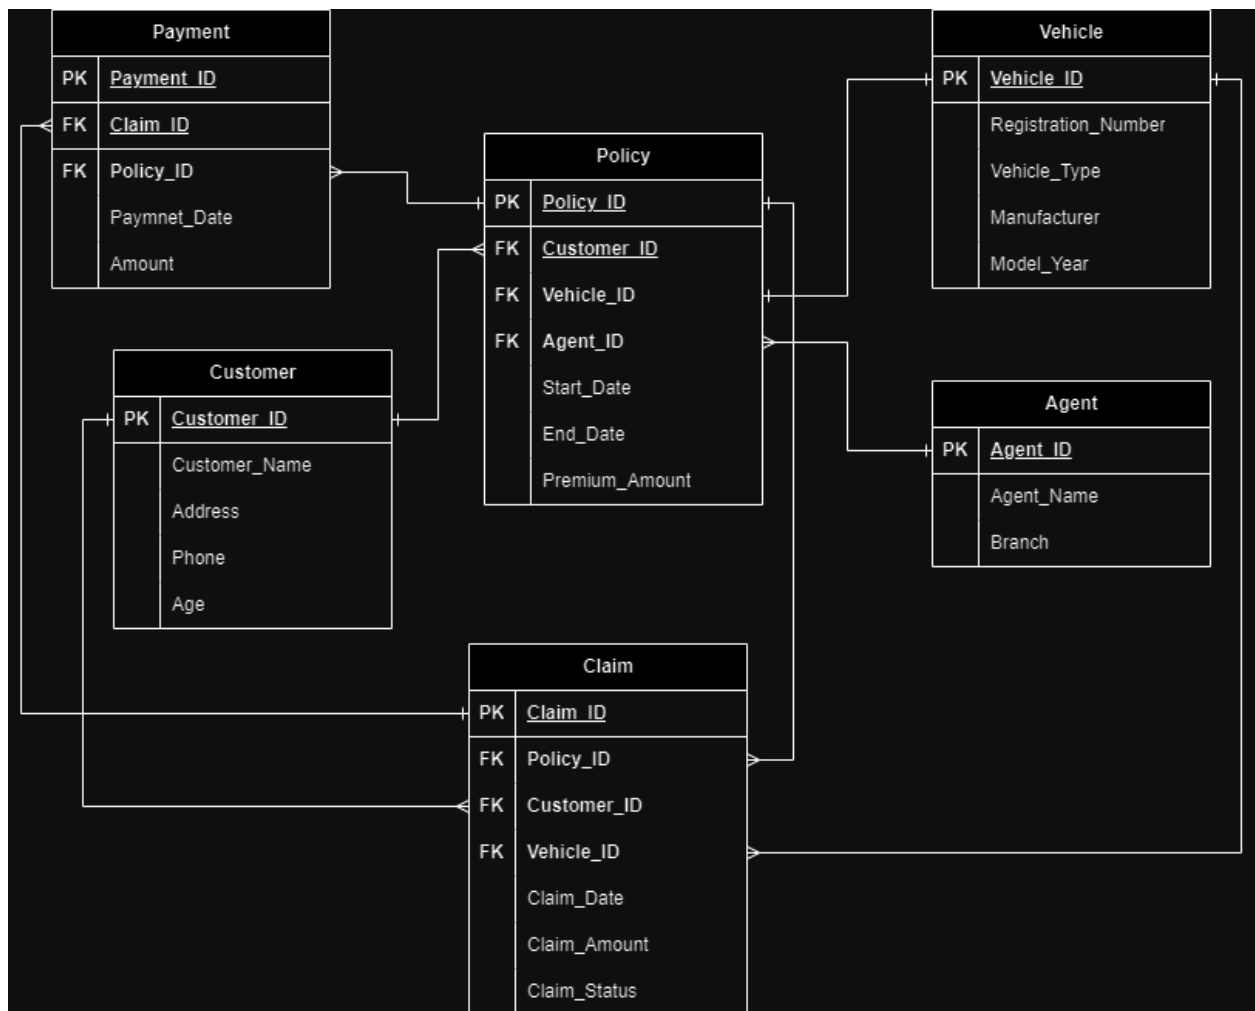 Payment
PK Payment_ID
FK Claim_ID
FK Policy_ID
Paymnet_Date
Amount
Vehicle
PK Vehicle_ID
Registration_Number
Vehicle_Type
Manufacturer
Model_Year
Policy
PK Policy_ID
FK Customer_ID
FK Vehicle_ID
FK Agent_ID
Start_Date
End_Date
Premium_Amount
Customer
PK Customer_ID
Customer_Name
Address
Phone
Age
Agent
PK Agent_ID
Agent_Name
Branch
Claim
PK Claim_ID
FK Policy_ID
FK Customer_ID
FK Vehicle_ID
Claim_Date
Claim_Amount
Claim_Status